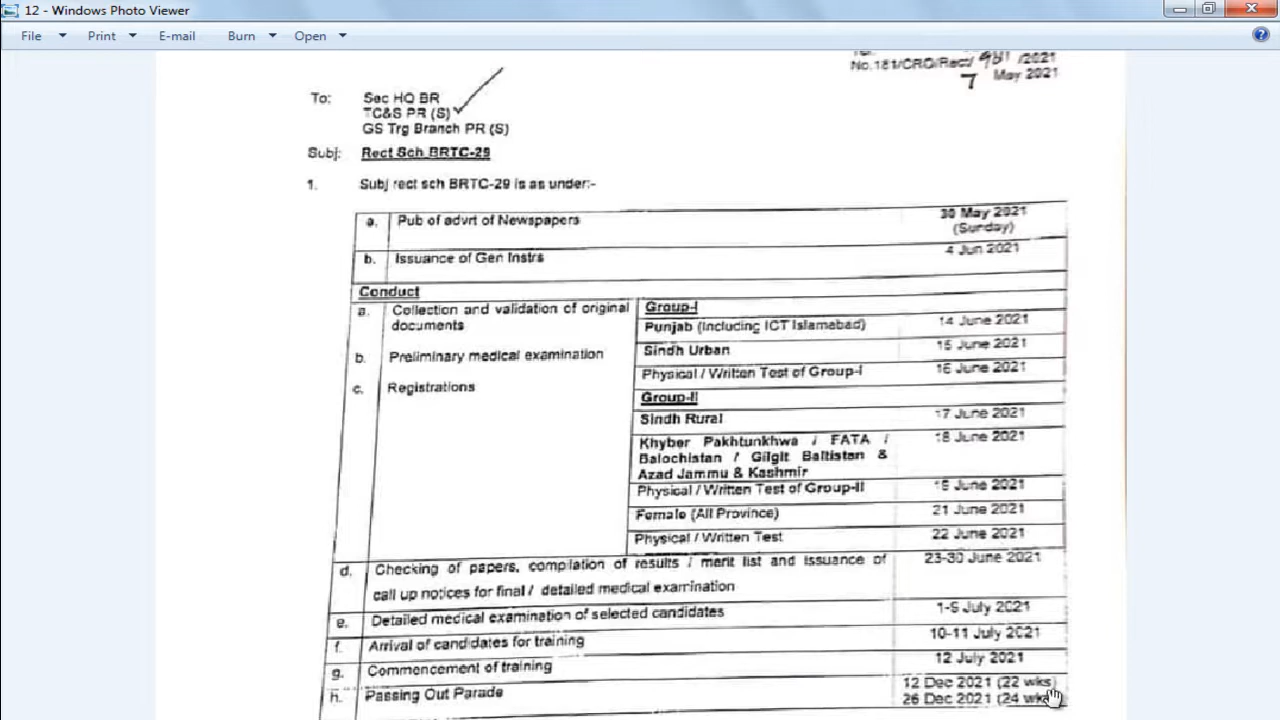 12 - Windows Photo Viewer
File Print E-mail Burn Open
No.181/CRO/Rect/ /2021
7 May 2021
To: Sec HQ BR
TC&S PR (S)
GS Trg Branch PR (S)
Subj: Rect Sch BRTC-29
1. Subj rect sch BRTC-29 is as under:-
a. Pub of advrt of Newspapers 30 May 2021
(Sunday)
b. Issuance of Gen Instrs 4 Jun 2021
Conduct
a. Collection and validation of original
documents
b. Preliminary medical examination
c. Registrations
Group-I
Punjab (Including ICT Islamabad) 14 June 2021
Sindh Urban 15 June 2021
Physical / Written Test of Group-I 16 June 2021
Group-II
Sindh Rural 17 June 2021
Khyber Pakhtunkhwa / FATA / 18 June 2021
Balochistan / Gilgit Baltistan &
Azad Jammu & Kashmir
Physical / Written Test of Group-II 19 June 2021
Female (All Province) 21 June 2021
Physical / Written Test 22 June 2021
d. Checking of papers, compilation of results / merit list and issuance of 23-30 June 2021
call up notices for final / detailed medical examination
e. Detailed medical examination of selected candidates 1-5 July 2021
f. Arrival of candidates for training 10-11 July 2021
g. Commencement of training 12 July 2021
h. Passing Out Parade 12 Dec 2021 (22 wks)
26 Dec 2021 (24